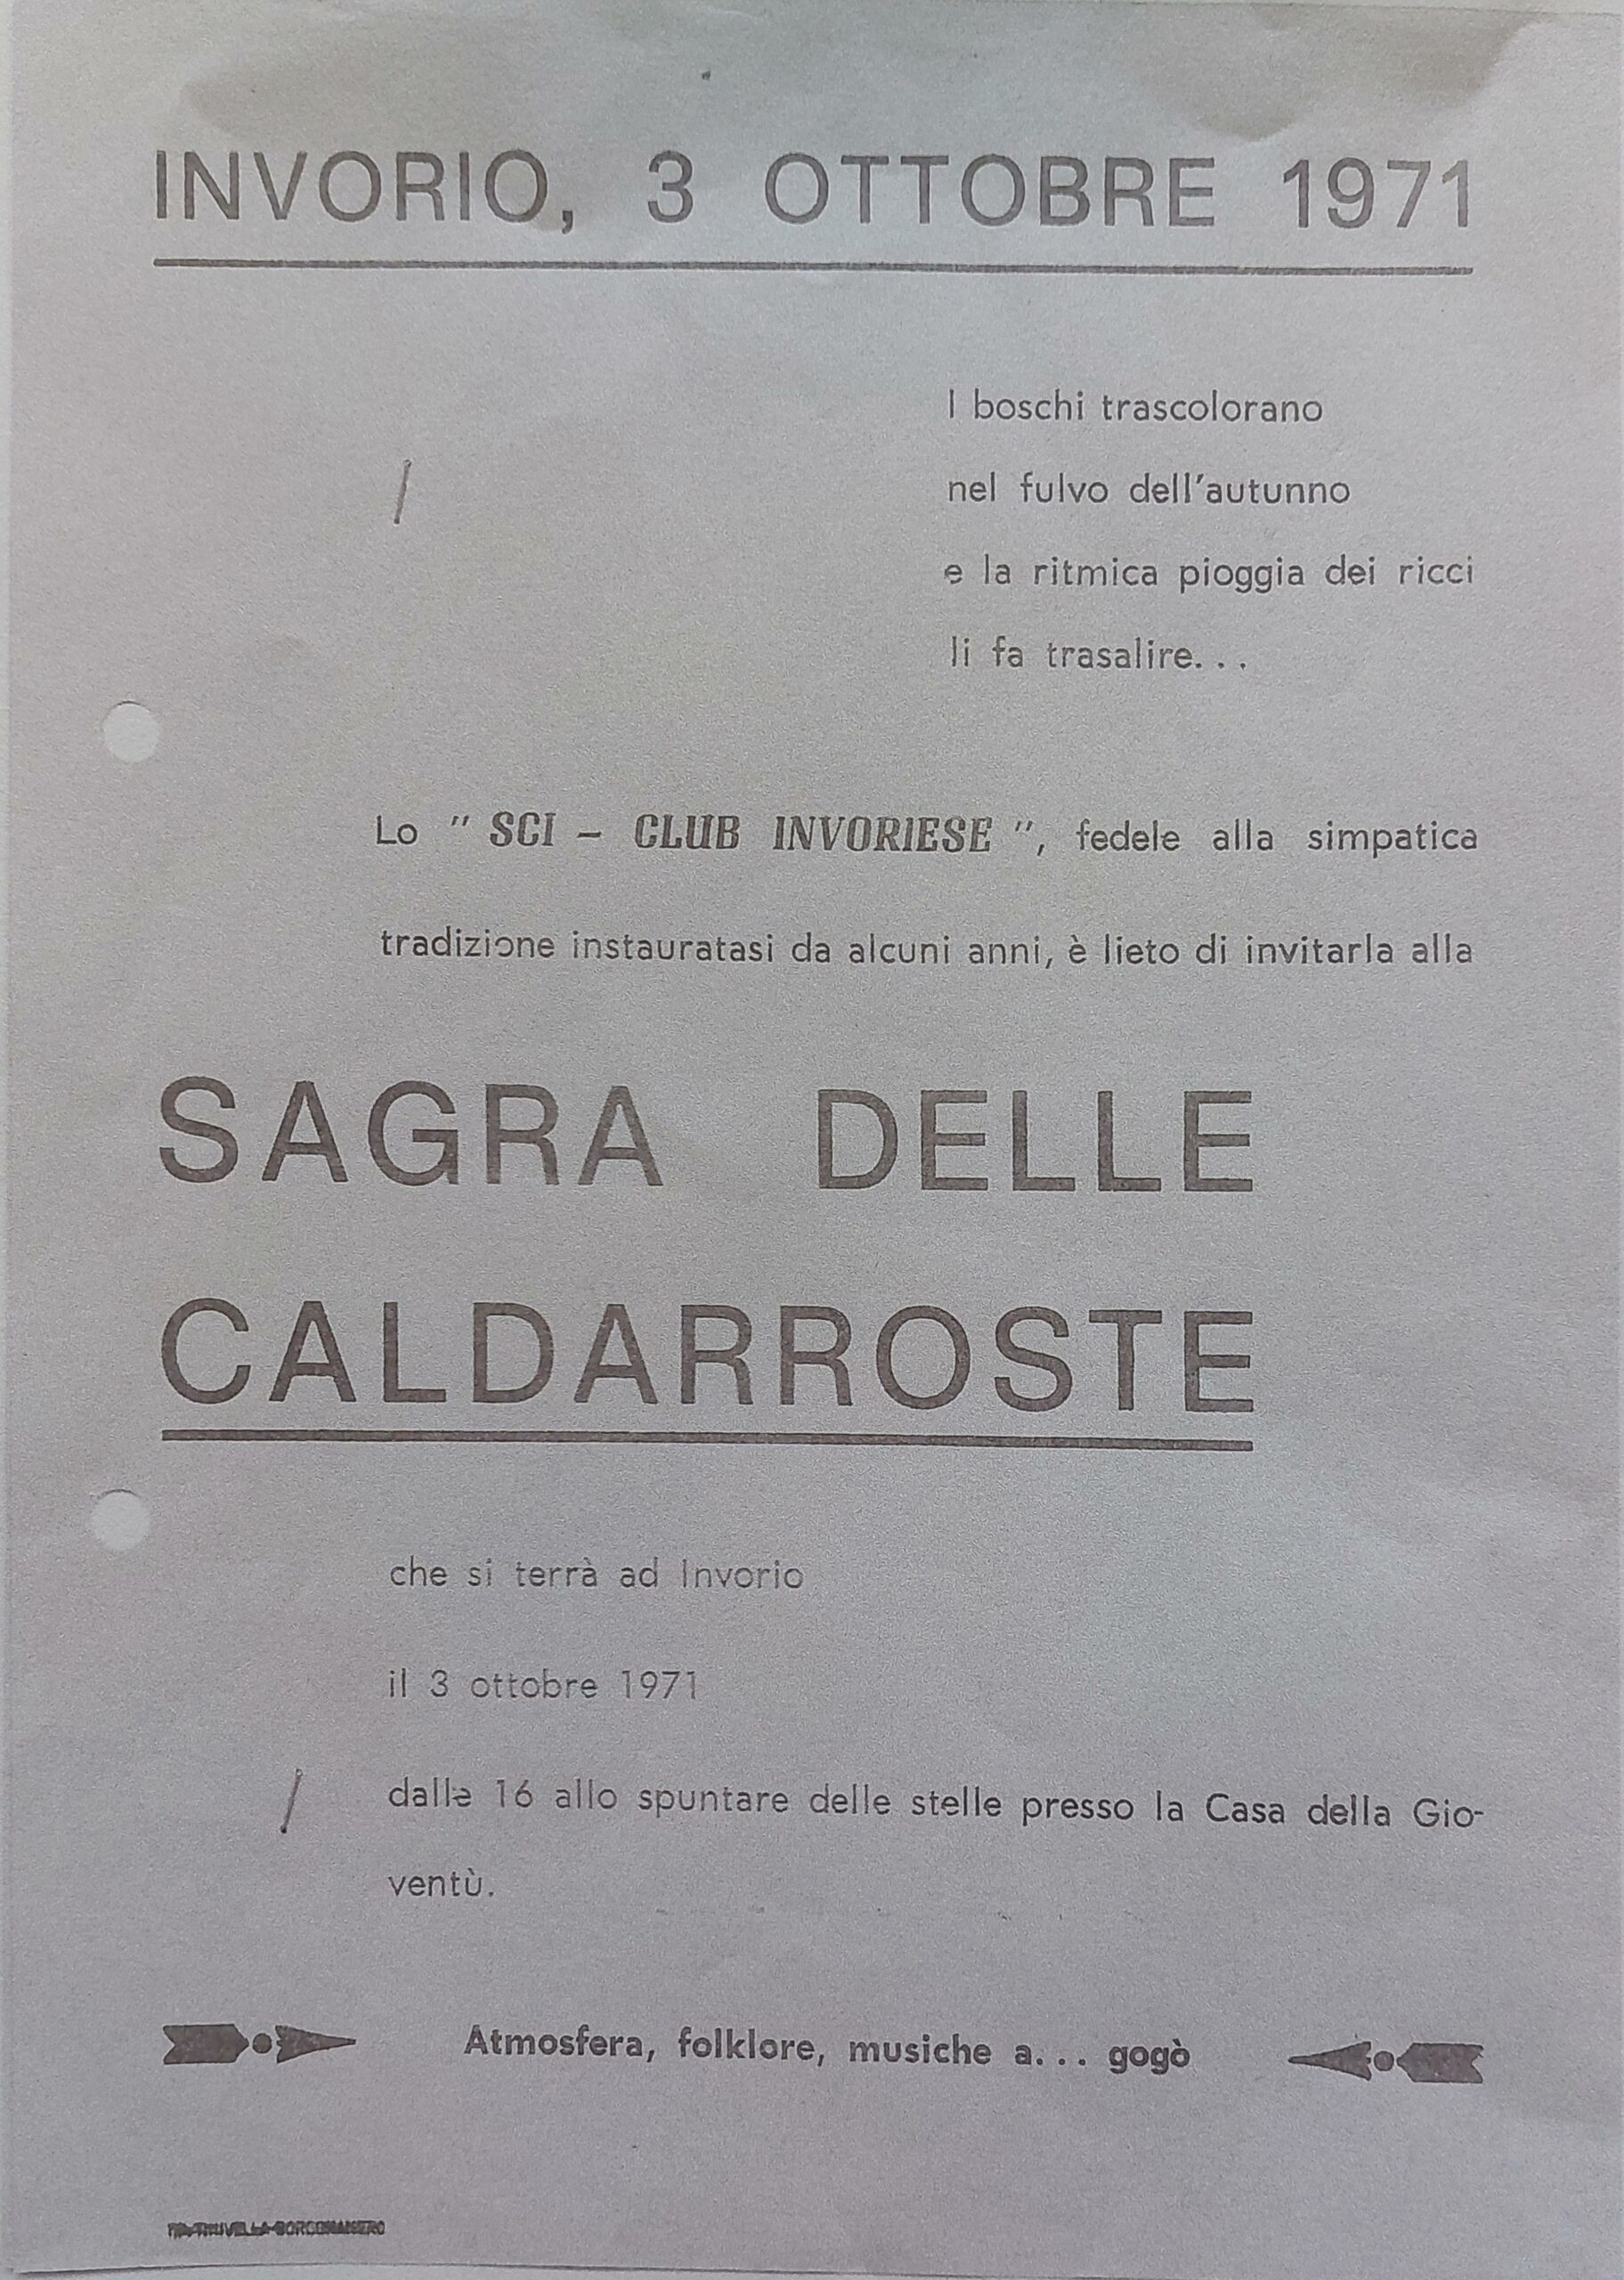 INVORIO, 3 OTTOBRE 1971
I boschi trascolorano
nel fulvo dell'autunno
e la ritmica pioggia dei ricci
li fa trasalire...
Lo " SCI - CLUB INVORIESE ", fedele alla simpatica
tradizione instauratasi da alcuni anni, è lieto di invitarla alla
SAGRA DELLE
CALDARROSTE
che si terrà ad Invorio
il 3 ottobre 1971
dalle 16 allo spuntare delle stelle presso la Casa della Gio-
ventù.
Atmosfera, folklore, musiche a... gogò
BORGOMANERO